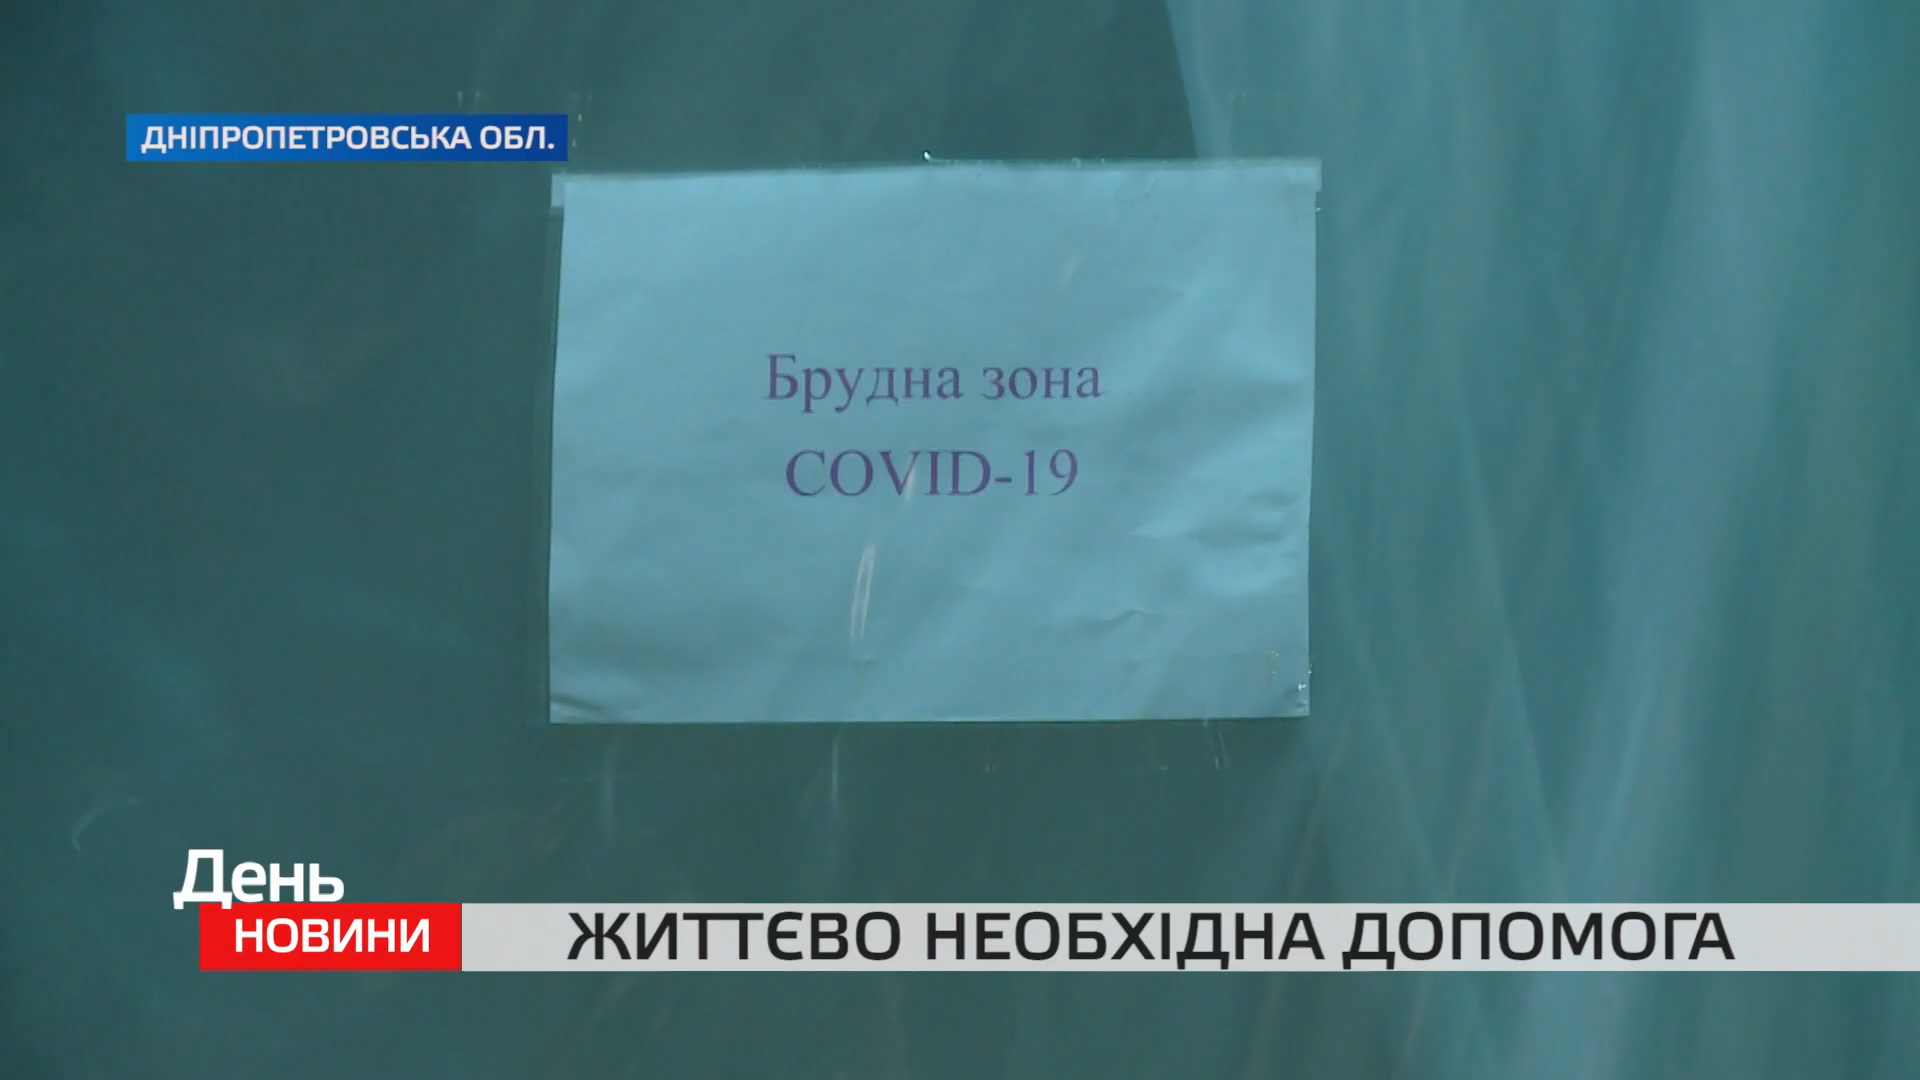 ДНІПРОПЕТРОВСЬКА ОБЛ.
Брудна зона
COVID-19
День
НОВИНИ
ЖИТТЄВО НЕОБХІДНА ДОПОМОГА